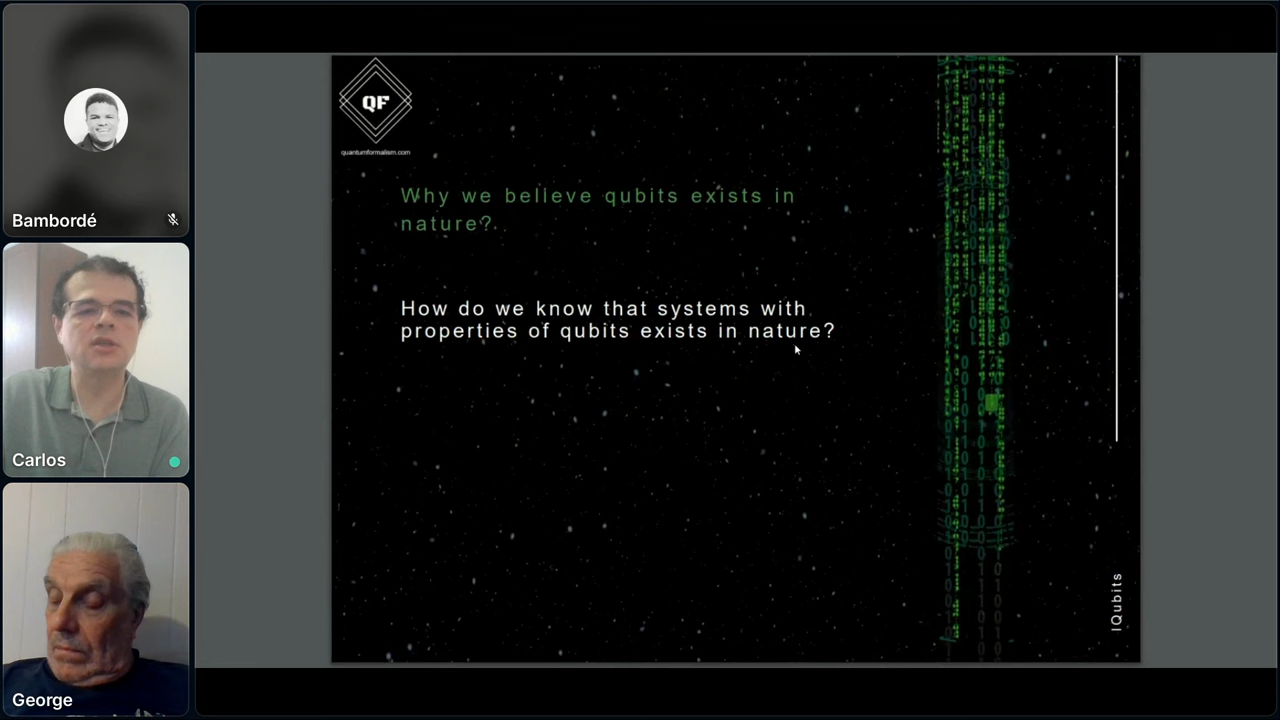 Bambordé
Carlos
George
QF
quantumformalism.com
Why we believe qubits exists in
nature?
How do we know that systems with
properties of qubits exists in nature?
IQubits